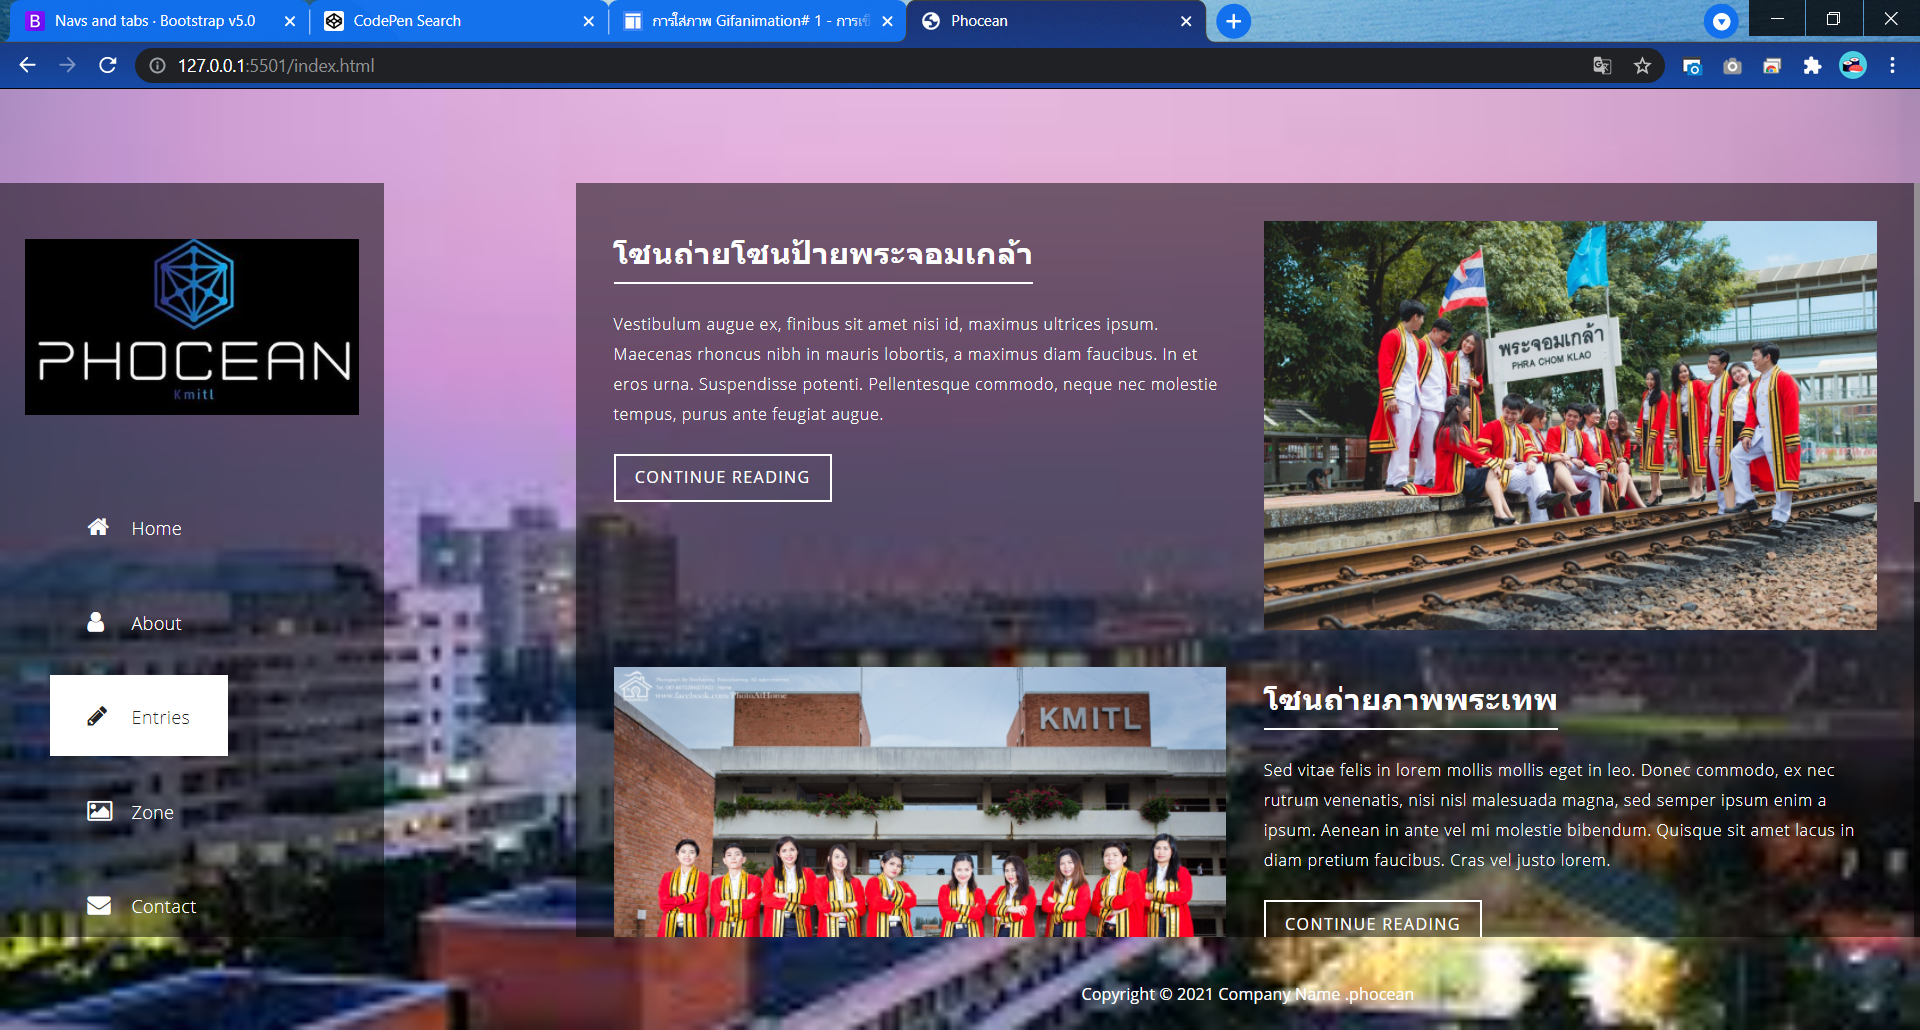 Navs and tabs · Bootstrap v5.0
CodePen Search
การใส่ภาพ Gifanimation# 1 - การเข้
Phocean
127.0.0.1:5501/index.html
PHOCEAN
Kmitl
Home
About
Entries
Zone
Contact
โซนถ่ายโซนป้ายพระจอมเกล้า
Vestibulum augue ex, finibus sit amet nisi id, maximus ultrices ipsum.
Maecenas rhoncus nibh in mauris lobortis, a maximus diam faucibus. In et
eros urna. Suspendisse potenti. Pellentesque commodo, neque nec molestie
tempus, purus ante feugiat augue.
CONTINUE READING
พระจอมเกล้า
PHRA CHOM KLAO
KMITL
โซนถ่ายภาพพระเทพ
Sed vitae felis in lorem mollis mollis eget in leo. Donec commodo, ex nec
rutrum venenatis, nisi nisl malesuada magna, sed semper ipsum enim a
ipsum. Aenean in ante vel mi molestie bibendum. Quisque sit amet lacus in
diam pretium faucibus. Cras vel justo lorem.
CONTINUE READING
Copyright © 2021 Company Name .phocean